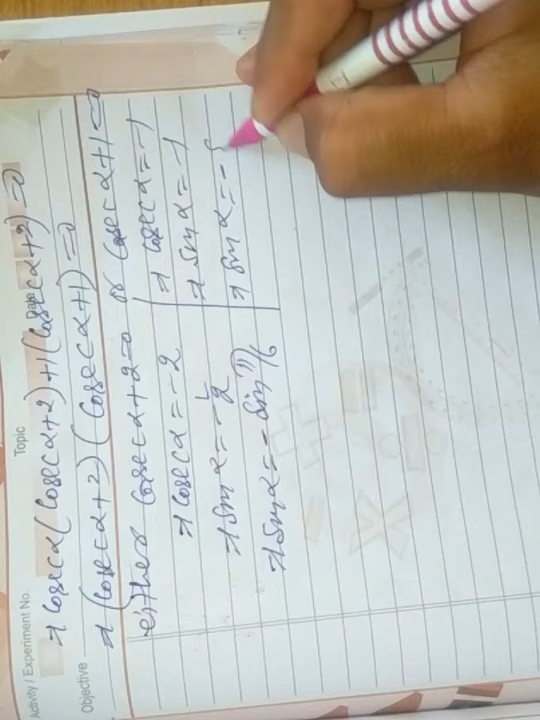 Activity / Experiment No. Topic Date
⇒ cosecα(cosecα+2)+1(cosecα+2)=0
Objective
⇒ (cosecα+2)(cosecα+1)=0
either cosecα+2=0 or cosecα+1=0
⇒ cosecα=-2 ⇒ cosecα=-1
⇒ sinα=-1/2 ⇒ sinα=-1
⇒ sinα=-sin π/6 ⇒ sinα=-